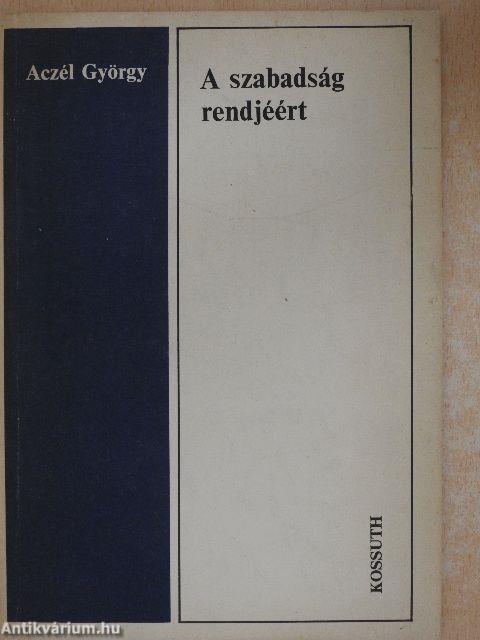 Aczél György
A szabadság
rendjéért
KOSSUTH
Antikvárium.hu